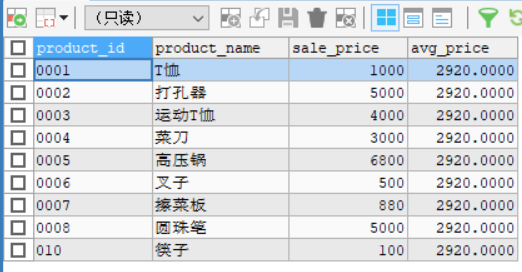 （只读）
product_id product_name sale_price avg_price
0001 T恤 1000 2920.0000
0002 打孔器 5000 2920.0000
0003 运动T恤 4000 2920.0000
0004 菜刀 3000 2920.0000
0005 高压锅 6800 2920.0000
0006 叉子 500 2920.0000
0007 擦菜板 880 2920.0000
0008 圆珠笔 5000 2920.0000
010 筷子 100 2920.0000